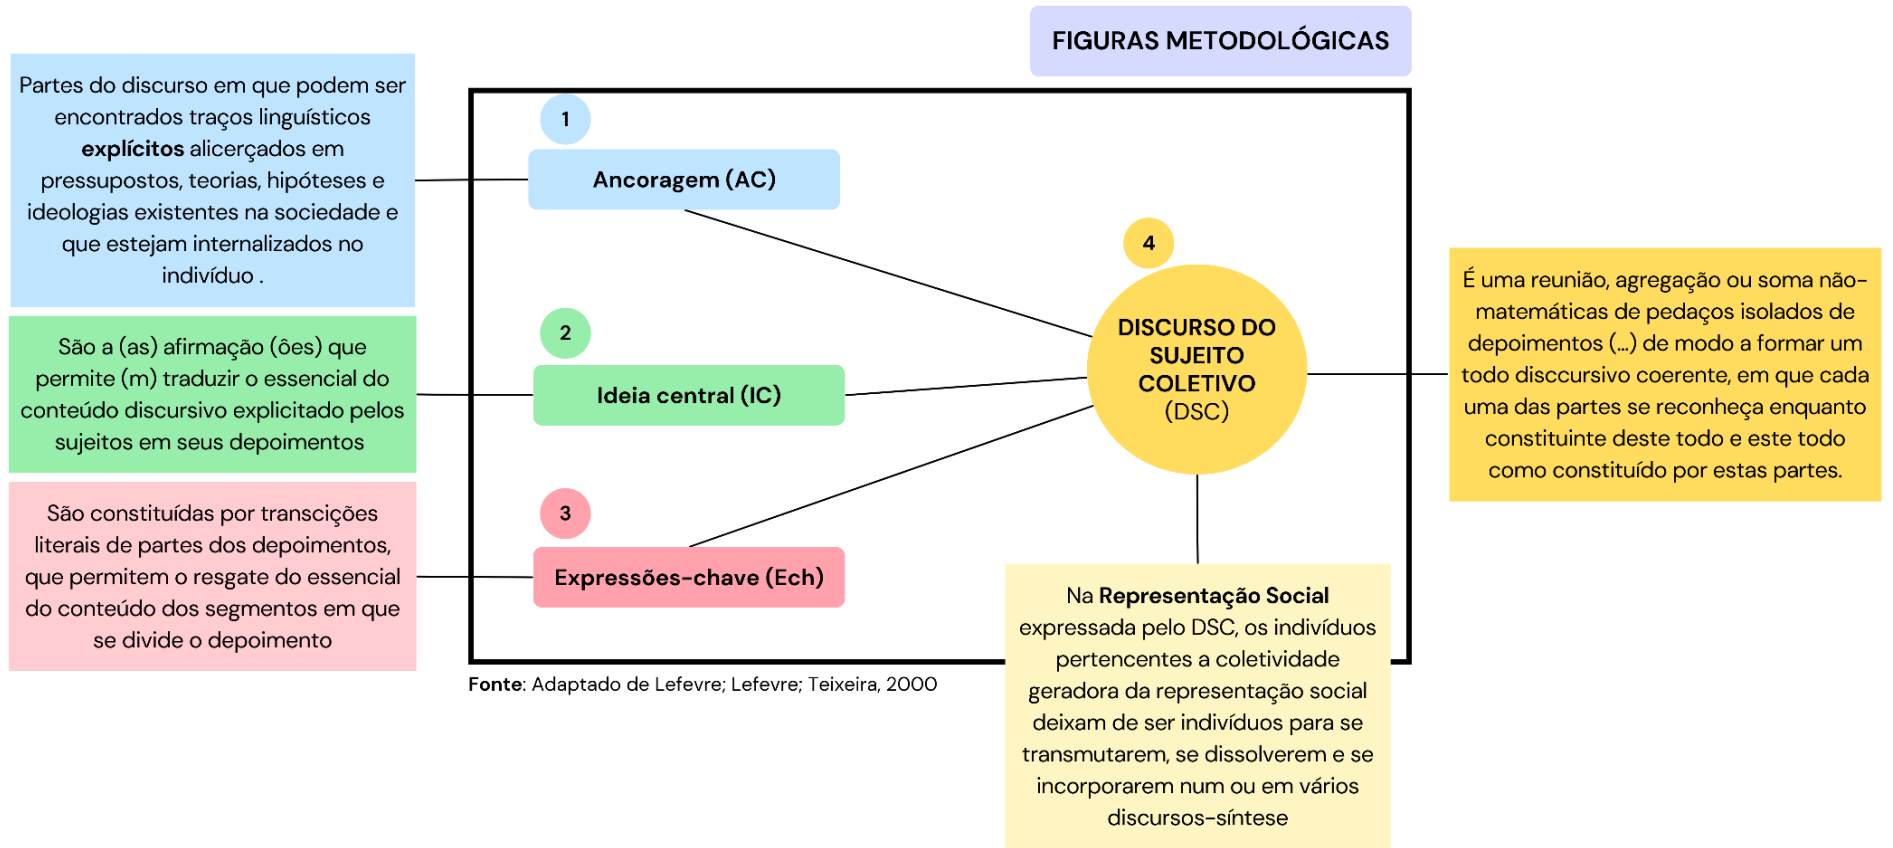 FIGURAS METODOLÓGICAS
Partes do discurso em que podem ser
encontrados traços linguísticos
explícitos alicerçados em
pressupostos, teorias, hipóteses e
ideologias existentes na sociedade e
que estejam internalizados no
indivíduo .
1
Ancoragem (AC)
São a (as) afirmação (ôes) que
permite (m) traduzir o essencial do
conteúdo discursivo explicitado pelos
sujeitos em seus depoimentos
2
Ideia central (IC)
São constituídas por transcições
literais de partes dos depoimentos,
que permitem o resgate do essencial
do conteúdo dos segmentos em que
se divide o depoimento
3
Expressões-chave (Ech)
4
DISCURSO DO
SUJEITO
COLETIVO
(DSC)
É uma reunião, agregação ou soma não-
matemáticas de pedaços isolados de
depoimentos (...) de modo a formar um
todo disccursivo coerente, em que cada
uma das partes se reconheça enquanto
constituinte deste todo e este todo
como constituído por estas partes.
Na Representação Social
expressada pelo DSC, os indivíduos
pertencentes a coletividade
geradora da representação social
deixam de ser indivíduos para se
transmutarem, se dissolverem e se
incorporarem num ou em vários
discursos-síntese
Fonte: Adaptado de Lefevre; Lefevre; Teixeira, 2000